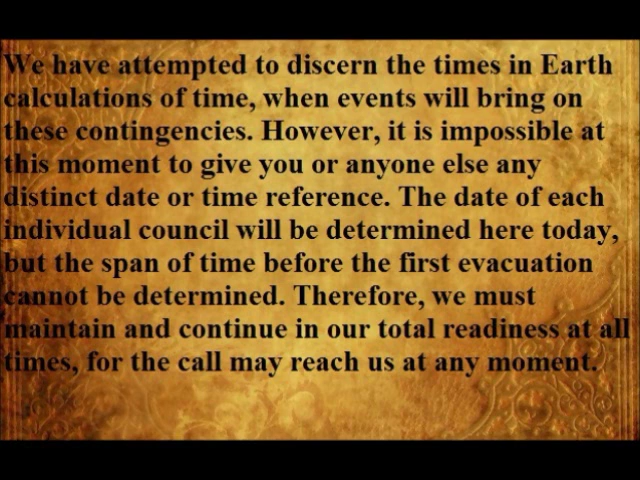 We have attempted to discern the times in Earth
calculations of time, when events will bring on
these contingencies. However, it is impossible at
this moment to give you or anyone else any
distinct date or time reference. The date of each
individual council will be determined here today,
but the span of time before the first evacuation
cannot be determined. Therefore, we must
maintain and continue in our total readiness at all
times, for the call may reach us at any moment.